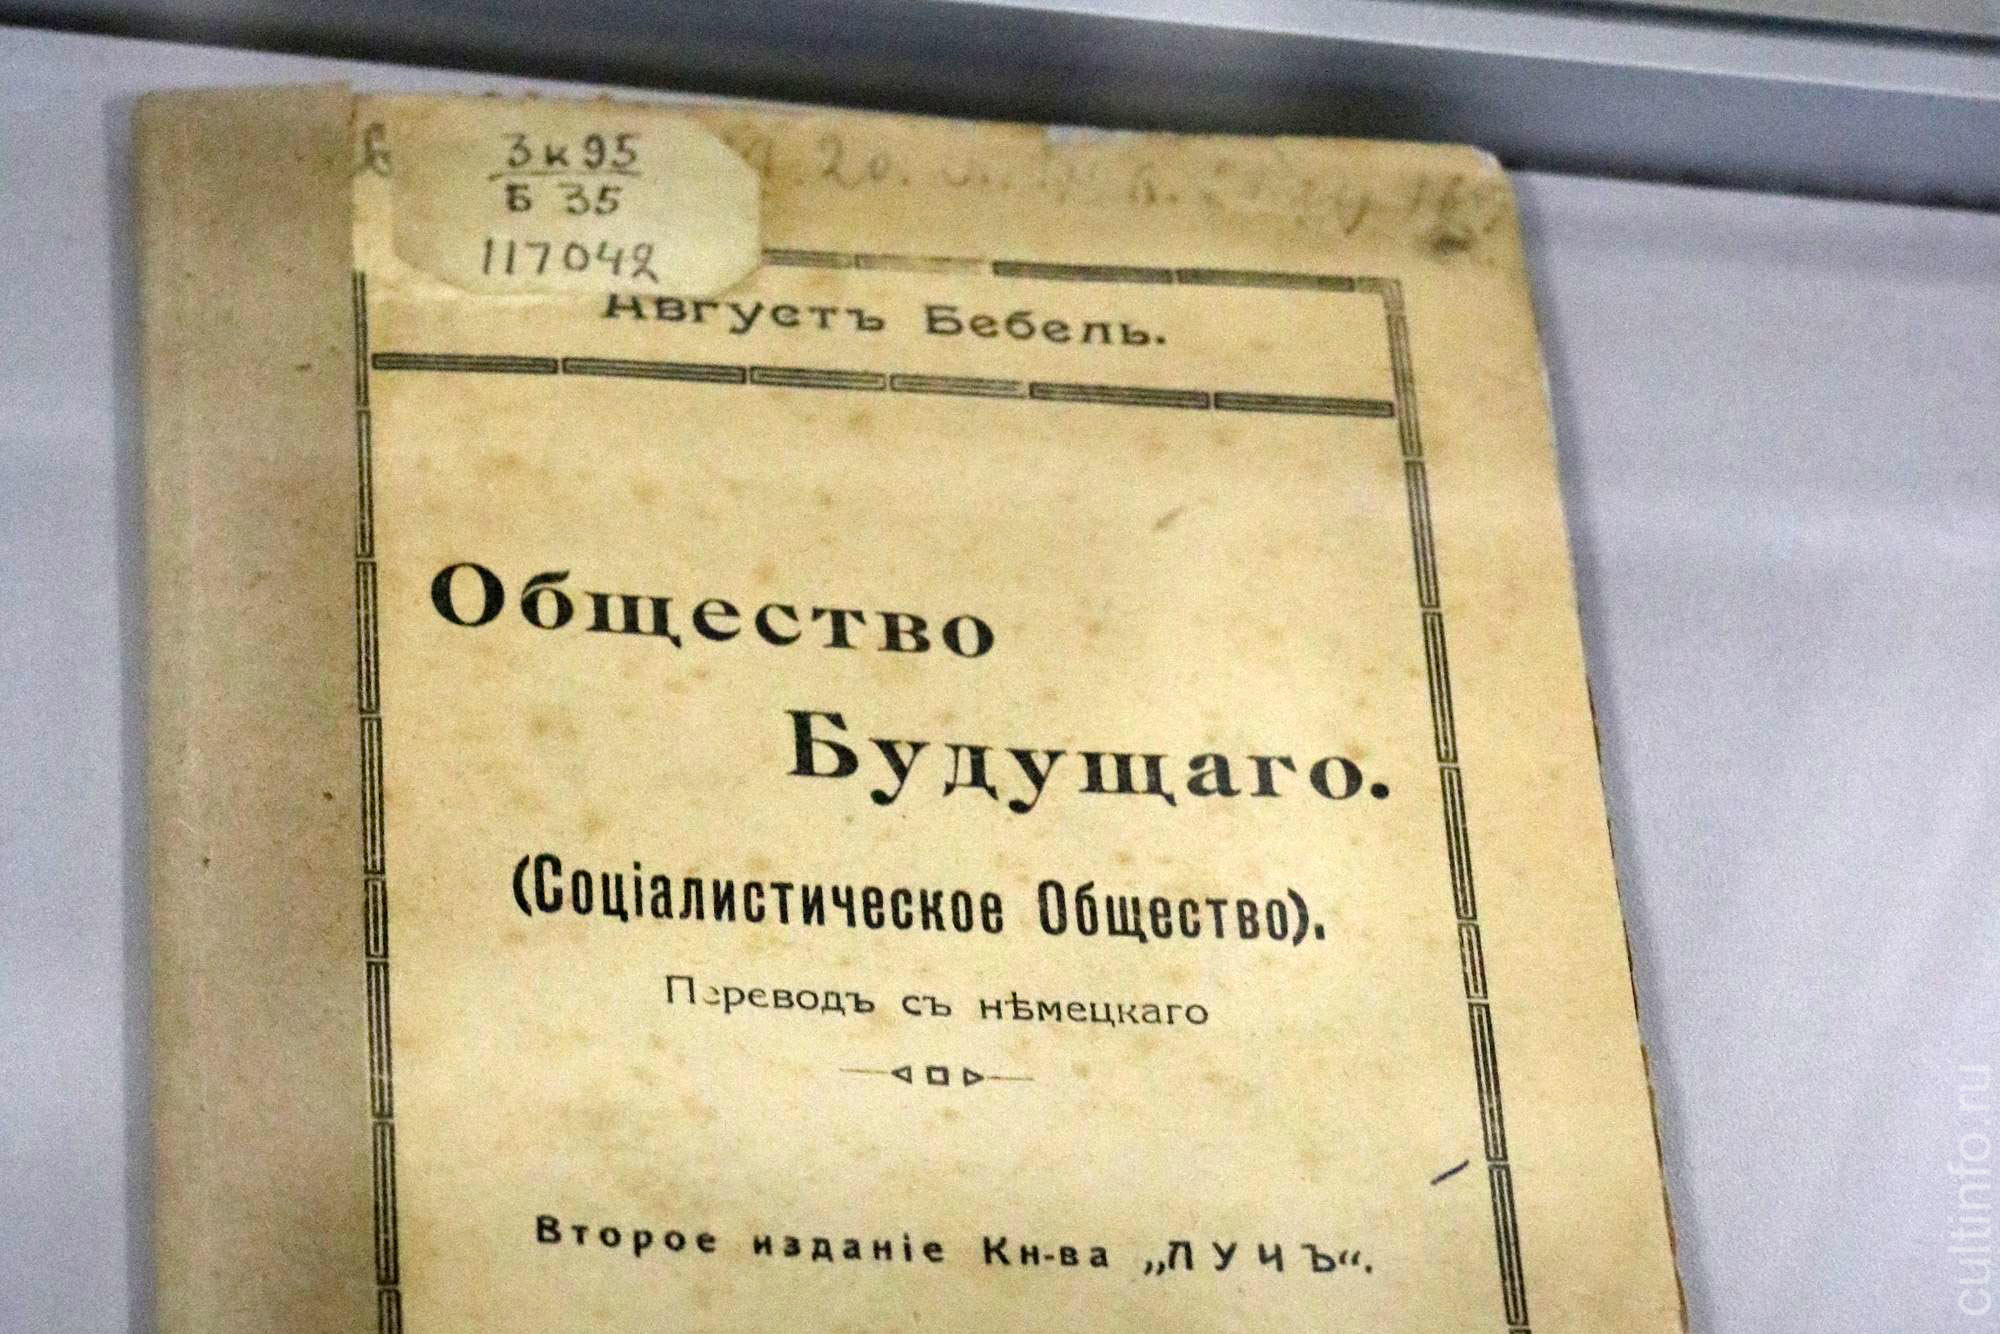 3к95
Б 35
117042
Августъ Бебель.
Общество
Будущаго.
(Соціалистическое Общество).
Переводъ съ нѣмецкаго
Второе изданіе Кн-ва „ЛУЧЪ“.
cultinfo.ru